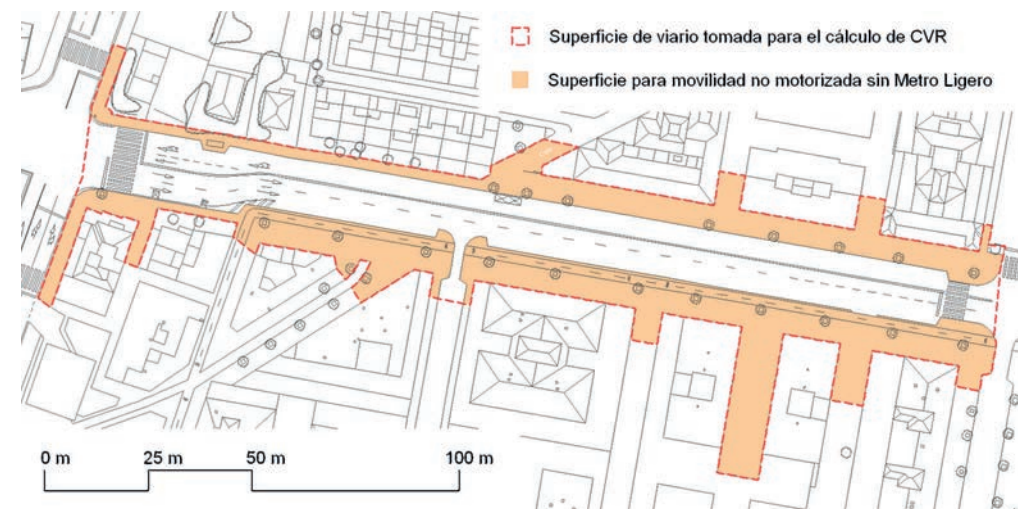 Superficie de viario tomada para el cálculo de CVR
Superficie para movilidad no motorizada sin Metro Ligero
0 m 25 m 50 m 100 m